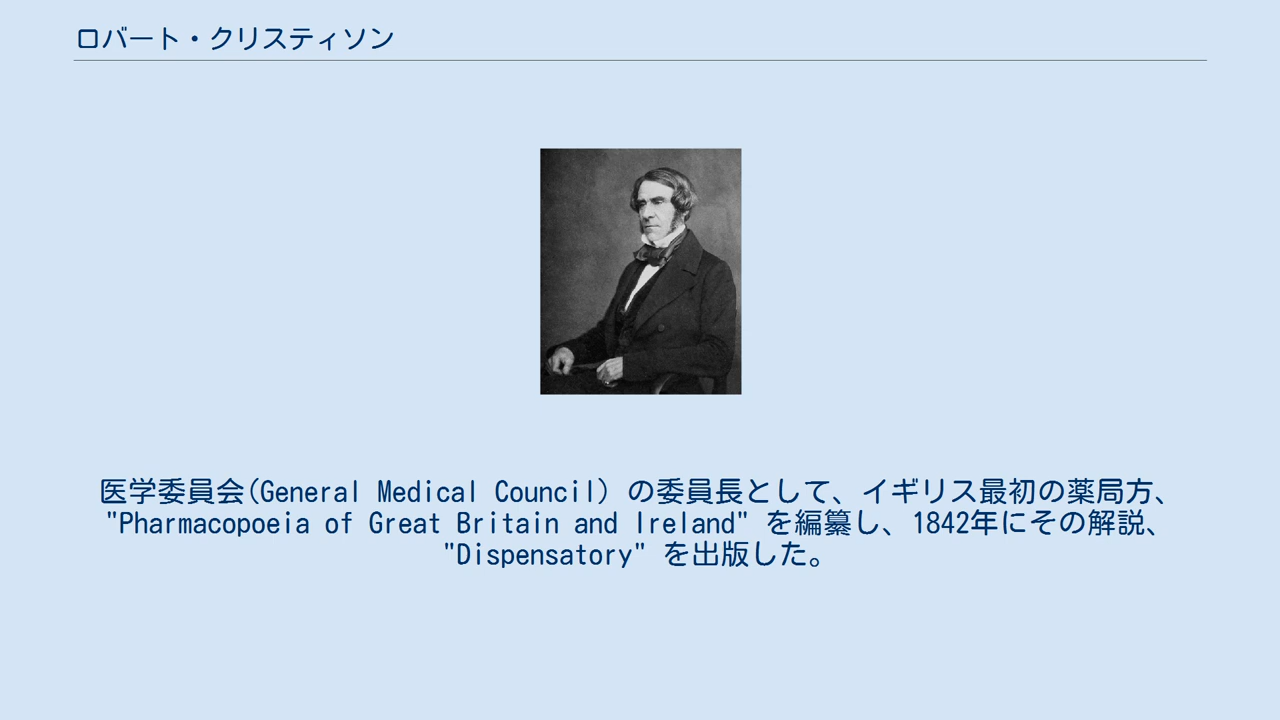 ロバート・クリスティソン
医学委員会(General Medical Council) の委員長として、イギリス最初の薬局方、
"Pharmacopoeia of Great Britain and Ireland" を編纂し、1842年にその解説、
"Dispensatory" を出版した。